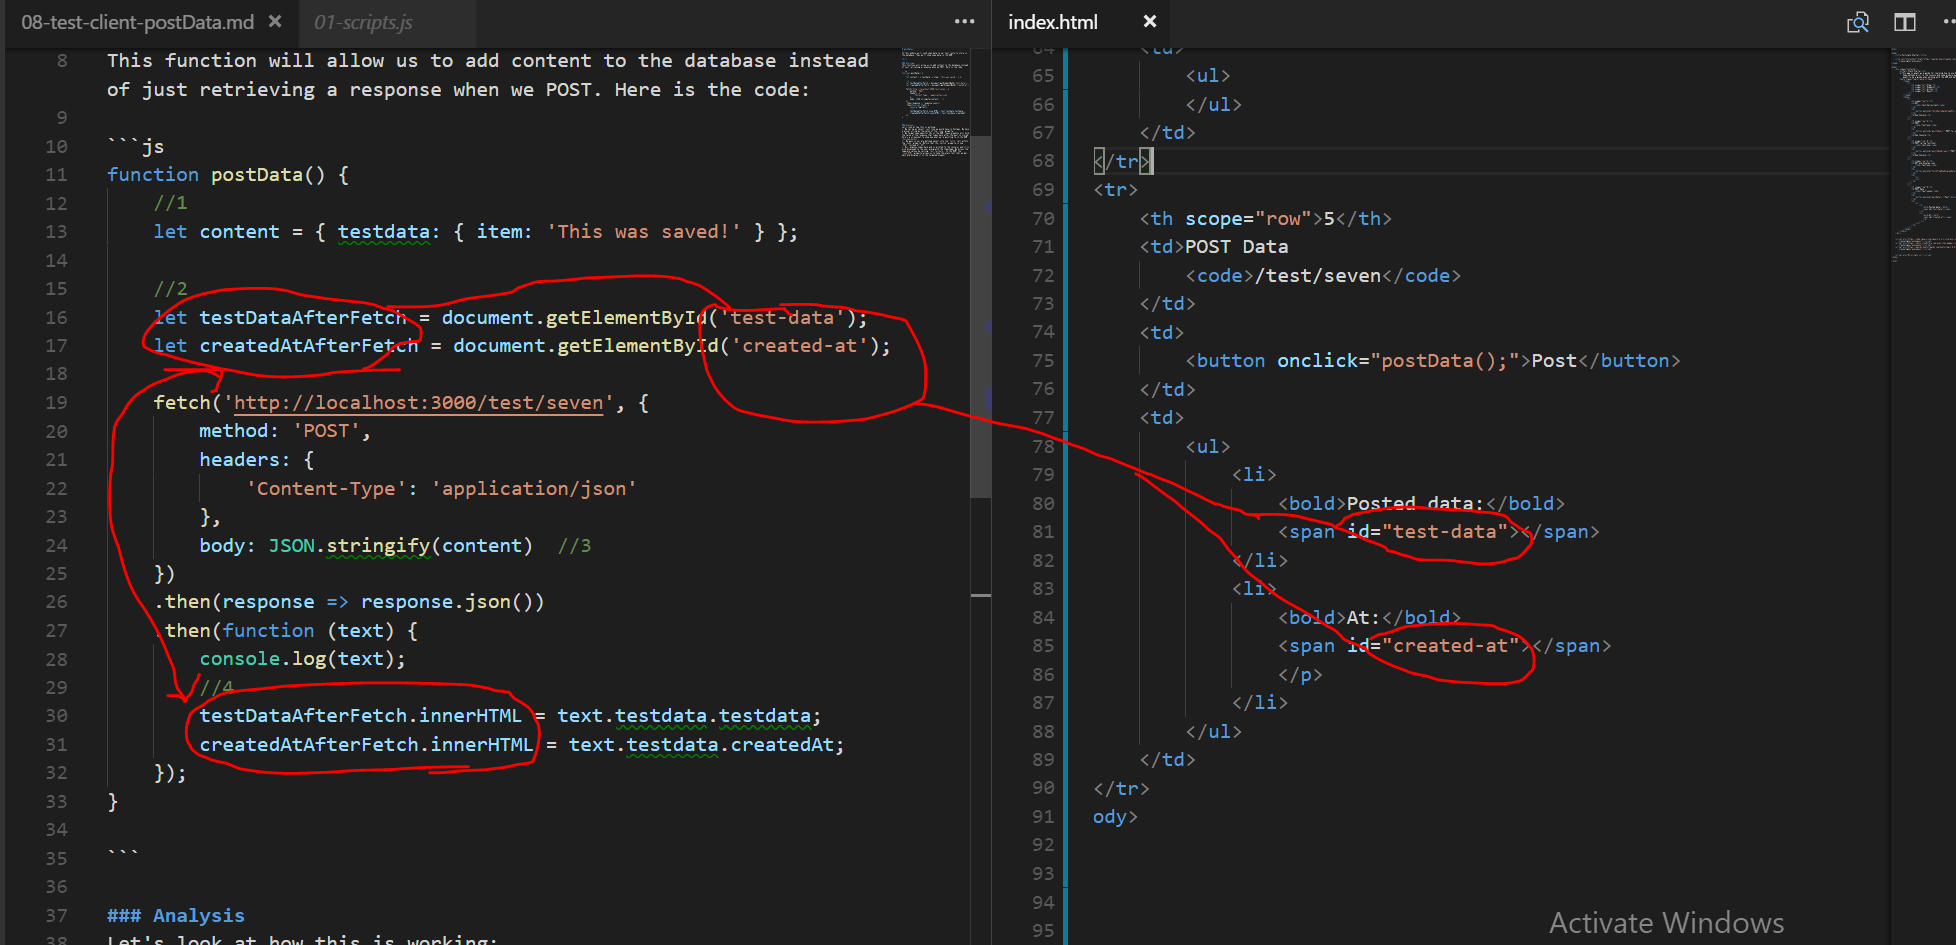 08-test-client-postData.md × 01-scripts.js ···
8 This function will allow us to add content to the database instead
of just retrieving a response when we POST. Here is the code:
9
10 ```js
11 function postData() {
12 //1
13 let content = { testdata: { item: 'This was saved!' } };
14
15 //2
16 let testDataAfterFetch = document.getElementById('test-data');
17 let createdAtAfterFetch = document.getElementById('created-at');
18
19 fetch('http://localhost:3000/test/seven', {
20 method: 'POST',
21 headers: {
22 'Content-Type': 'application/json'
23 },
24 body: JSON.stringify(content) //3
25 })
26 .then(response => response.json())
27 .then(function (text) {
28 console.log(text);
29 //4
30 testDataAfterFetch.innerHTML = text.testdata.testdata;
31 createdAtAfterFetch.innerHTML = text.testdata.createdAt;
32 });
33 }
34
35 ```
36
37 ### Analysis
38 Let's look at how this is working:
index.html ×
64 <td>
65 <ul>
66 </ul>
67 </td>
68 </tr>
69 <tr>
70 <th scope="row">5</th>
71 <td>POST Data
72 <code>/test/seven</code>
73 </td>
74 <td>
75 <button onclick="postData();">Post</button>
76 </td>
77 <td>
78 <ul>
79 <li>
80 <bold>Posted data:</bold>
81 <span id="test-data"></span>
82 </li>
83 <li>
84 <bold>At:</bold>
85 <span id="created-at"></span>
86 </p>
87 </li>
88 </ul>
89 </td>
90 </tr>
91 ody>
92
93
94
95
Activate Windows